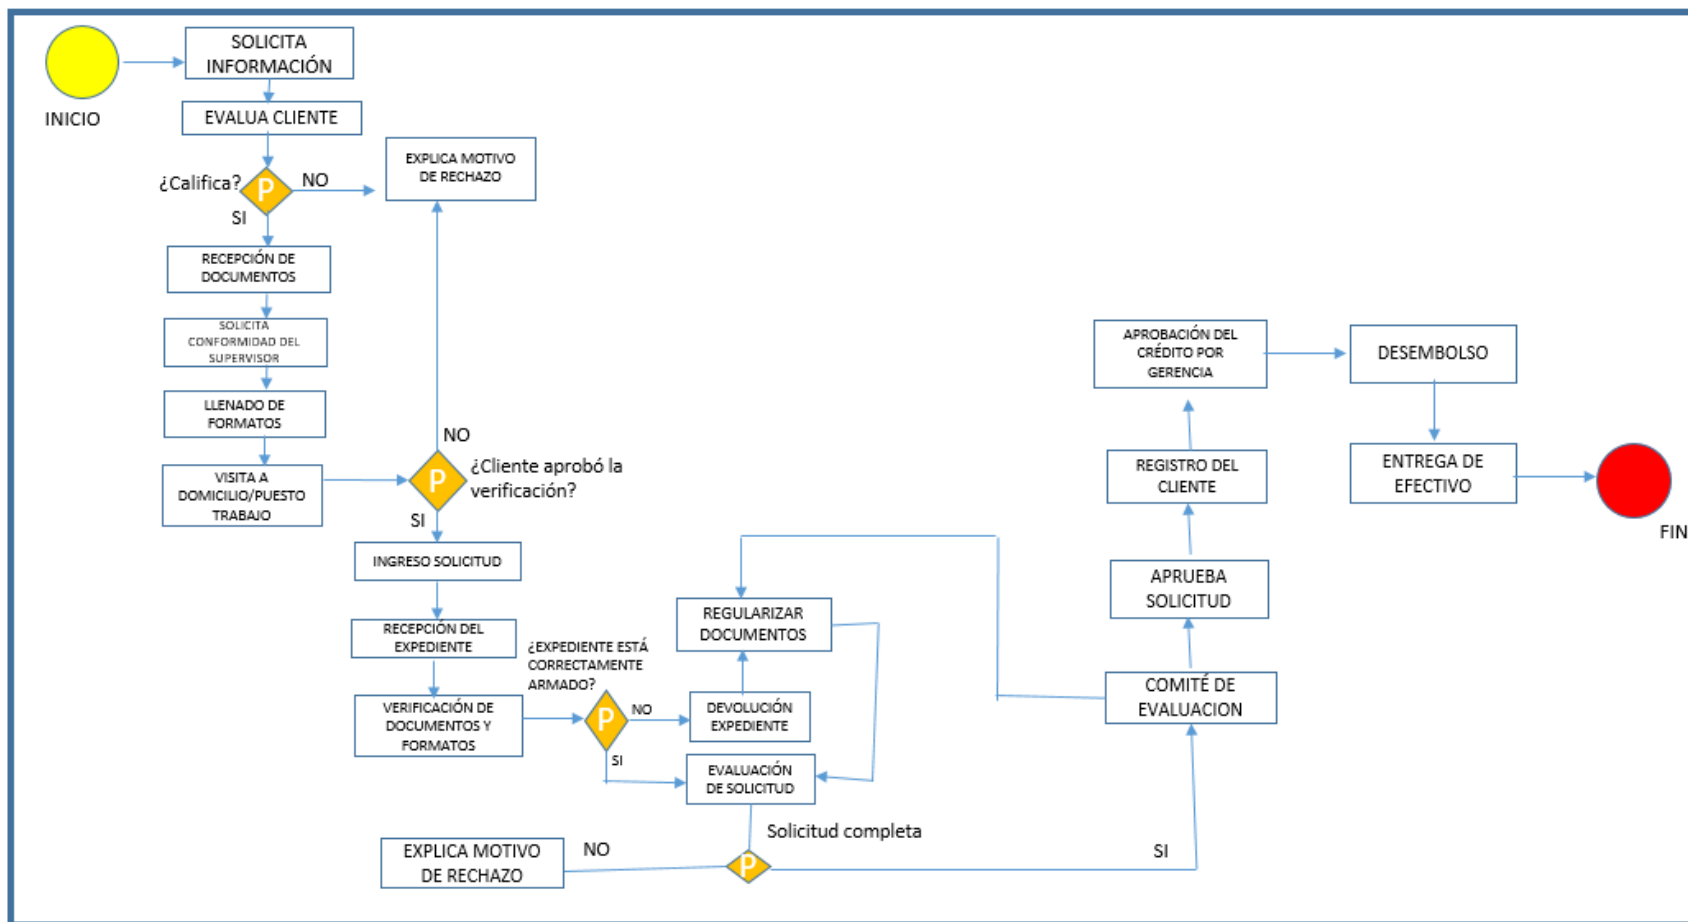 SOLICITA
INFORMACIÓN
INICIO
EVALUA CLIENTE
EXPLICA MOTIVO
DE RECHAZO
¿Califica?
P
NO
SI
RECEPCIÓN DE
DOCUMENTOS
SOLICITA
CONFORMIDAD DEL
SUPERVISOR
LLENADO DE
FORMATOS
VISITA A
DOMICILIO/PUESTO
TRABAJO
NO
P
¿Cliente aprobó la
verificación?
SI
INGRESO SOLICITUD
RECEPCIÓN DEL
EXPEDIENTE
VERIFICACIÓN DE
DOCUMENTOS Y
FORMATOS
¿EXPEDIENTE ESTÁ
CORRECTAMENTE
ARMADO?
P
NO
SI
DEVOLUCIÓN
EXPEDIENTE
REGULARIZAR
DOCUMENTOS
EVALUACIÓN
DE SOLICITUD
Solicitud completa
P
NO
EXPLICA MOTIVO
DE RECHAZO
SI
COMITÉ DE
EVALUACION
APRUEBA
SOLICITUD
REGISTRO DEL
CLIENTE
APROBACIÓN DEL
CRÉDITO POR
GERENCIA
DESEMBOLSO
ENTREGA DE
EFECTIVO
FIN